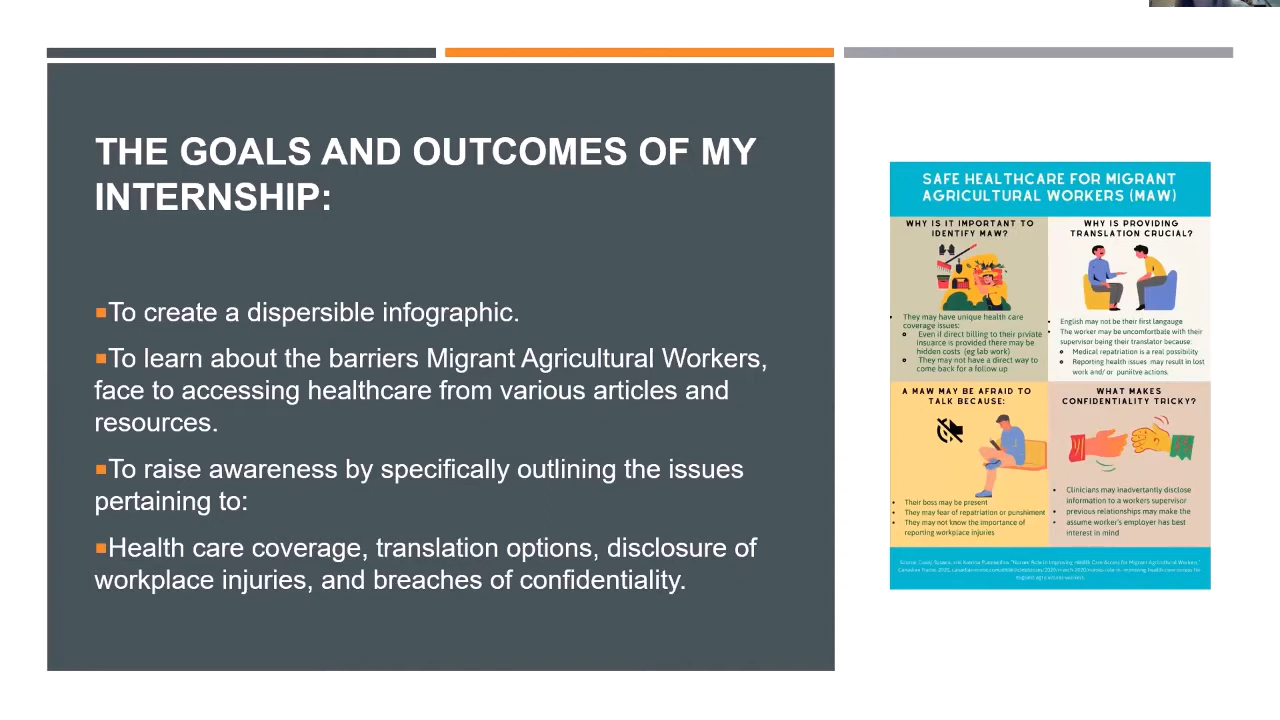 THE GOALS AND OUTCOMES OF MY
INTERNSHIP:
To create a dispersible infographic.
To learn about the barriers Migrant Agricultural Workers,
face to accessing healthcare from various articles and
resources.
To raise awareness by specifically outlining the issues
pertaining to:
Health care coverage, translation options, disclosure of
workplace injuries, and breaches of confidentiality.
SAFE HEALTHCARE FOR MIGRANT
AGRICULTURAL WORKERS (MAW)
WHY IS IT IMPORTANT TO
IDENTIFY MAW?
They may have unique health care
coverage issues:
Even if direct billing to their private
insuarce is provided there may be
hidden costs (eg lab work)
They may not have a direct way to
come back for a follow up
WHY IS PROVIDING
TRANSLATION CRUCIAL?
English may not be their first langauge
The worker may be uncomfortbale with their
supervisor being their translator because:
Medical repatriation is a real possibility
Reporting health issues may result in lost
work and/ or puniitve actions.
A MAW MAY BE AFRAID TO
TALK BECAUSE:
Their boss may be present
They may fear of repatriation or punishment
They may not know the importance of
reporting workplace injuries
WHAT MAKES
CONFIDENTIALITY TRICKY?
Clinicians may inadvertantly disclose
information to a workers supervisor
previous relationships may make the
assume worker's employer has best
interest in mind